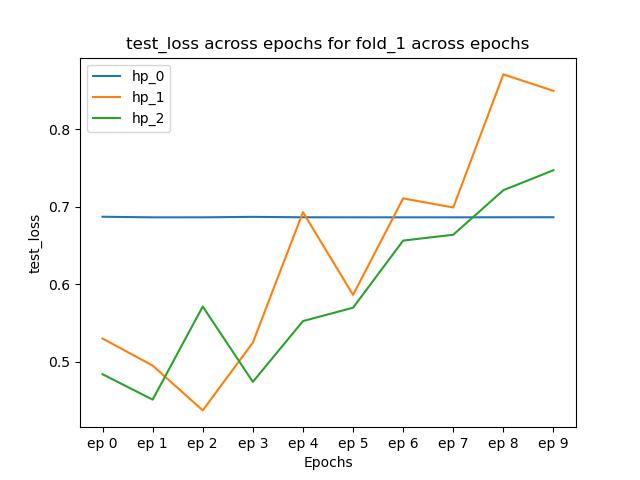 test_loss across epochs for fold_1 across epochs
hp_0
hp_1
hp_2
0.8
0.7
0.6
0.5
test_loss
ep 0 ep 1 ep 2 ep 3 ep 4 ep 5 ep 6 ep 7 ep 8 ep 9
Epochs